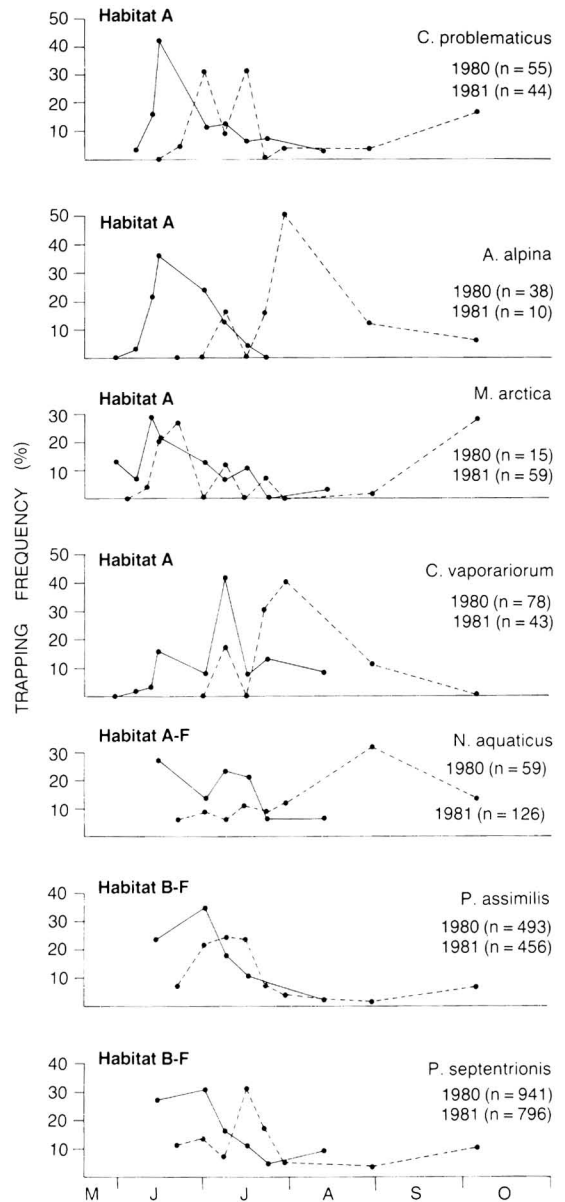 TRAPPING FREQUENCY (%)
Habitat A
C. problematicus
1980 (n = 55)
1981 (n = 44)
50
40
30
20
10
Habitat A
A. alpina
1980 (n = 38)
1981 (n = 10)
50
40
30
20
10
Habitat A
M. arctica
1980 (n = 15)
1981 (n = 59)
30
20
10
Habitat A
C. vaporariorum
1980 (n = 78)
1981 (n = 43)
50
40
30
20
10
Habitat A-F
N. aquaticus
1980 (n = 59)
1981 (n = 126)
30
20
10
Habitat B-F
P. assimilis
1980 (n = 493)
1981 (n = 456)
40
30
20
10
Habitat B-F
P. septentrionis
1980 (n = 941)
1981 (n = 796)
40
30
20
10
M J J A S O